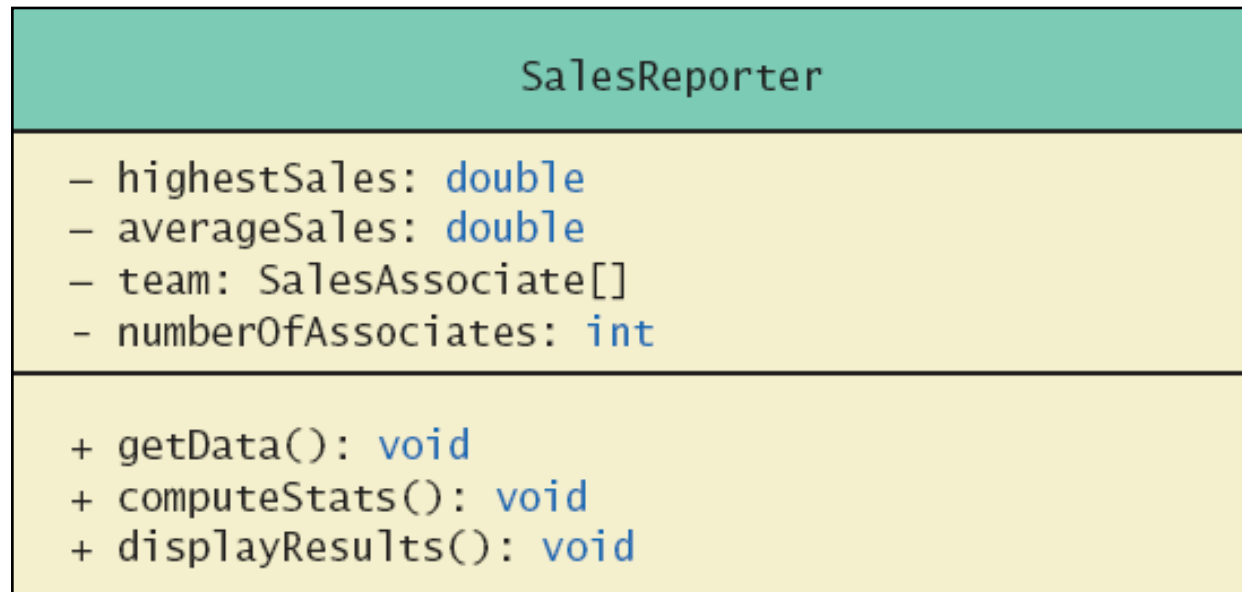 SalesReporter
– highestSales: double
– averageSales: double
– team: SalesAssociate[]
- numberOfAssociates: int
+ getData(): void
+ computeStats(): void
+ displayResults(): void